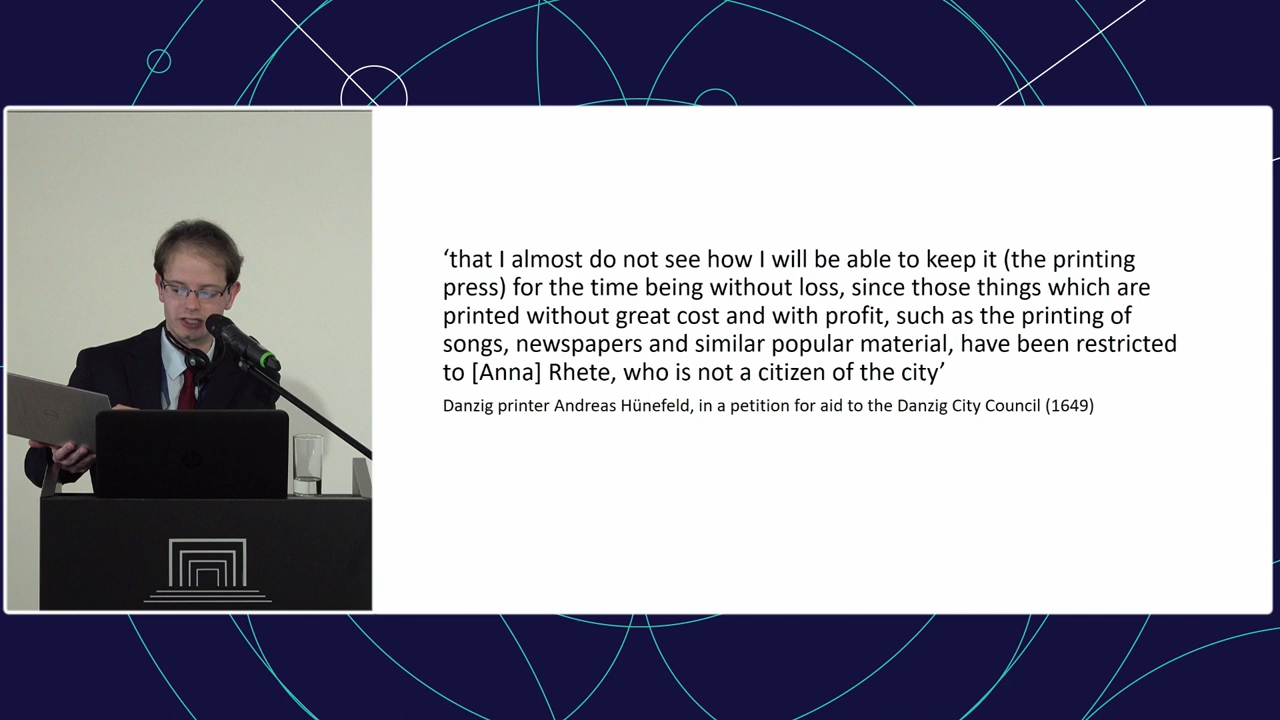 ‘that I almost do not see how I will be able to keep it (the printing
press) for the time being without loss, since those things which are
printed without great cost and with profit, such as the printing of
songs, newspapers and similar popular material, have been restricted
to [Anna] Rhete, who is not a citizen of the city’
Danzig printer Andreas Hünefeld, in a petition for aid to the Danzig City Council (1649)